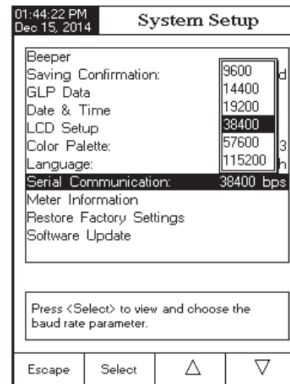 01:44:22 PM
Dec 15, 2014
System Setup
Beeper
Saving Confirmation: d
GLP Data
Date & Time
LCD Setup
Color Palette: 3
Language: h
Serial Communication: 38400 bps
Meter Information
Restore Factory Settings
Software Update
9600
14400
19200
38400
57600
115200
Press <Select> to view and choose the
baud rate parameter.
Escape Select